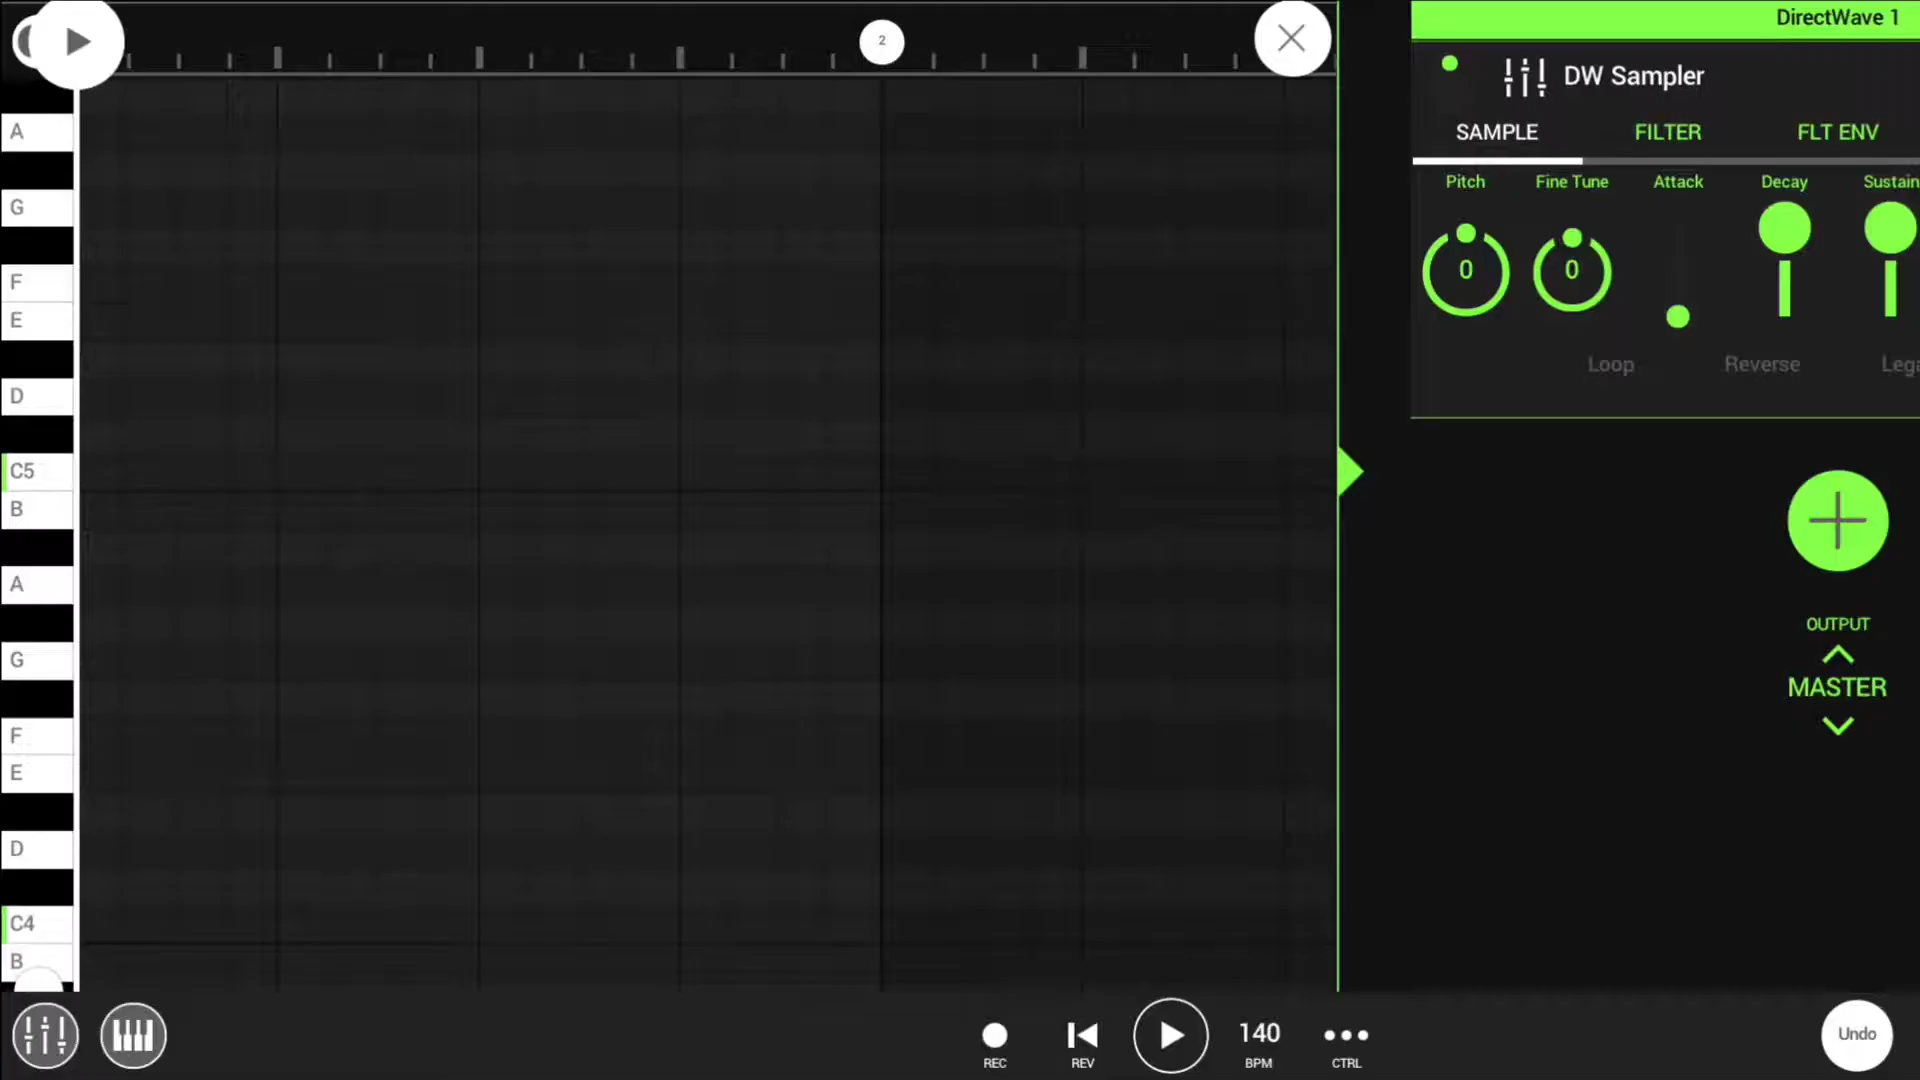 2
DirectWave 1
DW Sampler
SAMPLE FILTER FLT ENV
Pitch Fine Tune Attack Decay Sustain
0 0
Loop Reverse Lega
A
G
F
E
D
C5
B
A
G
F
E
D
C4
B
OUTPUT
MASTER
140
REC REV BPM CTRL
Undo